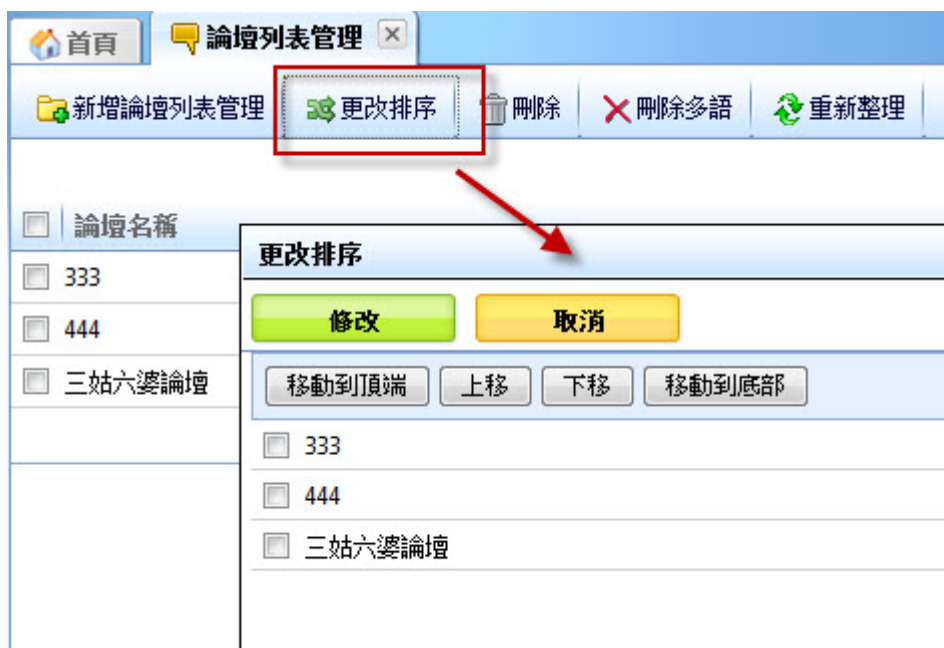 首頁 論壇列表管理
新增論壇列表管理 更改排序 刪除 刪除多語 重新整理
論壇名稱
333
444
三姑六婆論壇
更改排序
修改 取消
移動到頂端 上移 下移 移動到底部
333
444
三姑六婆論壇